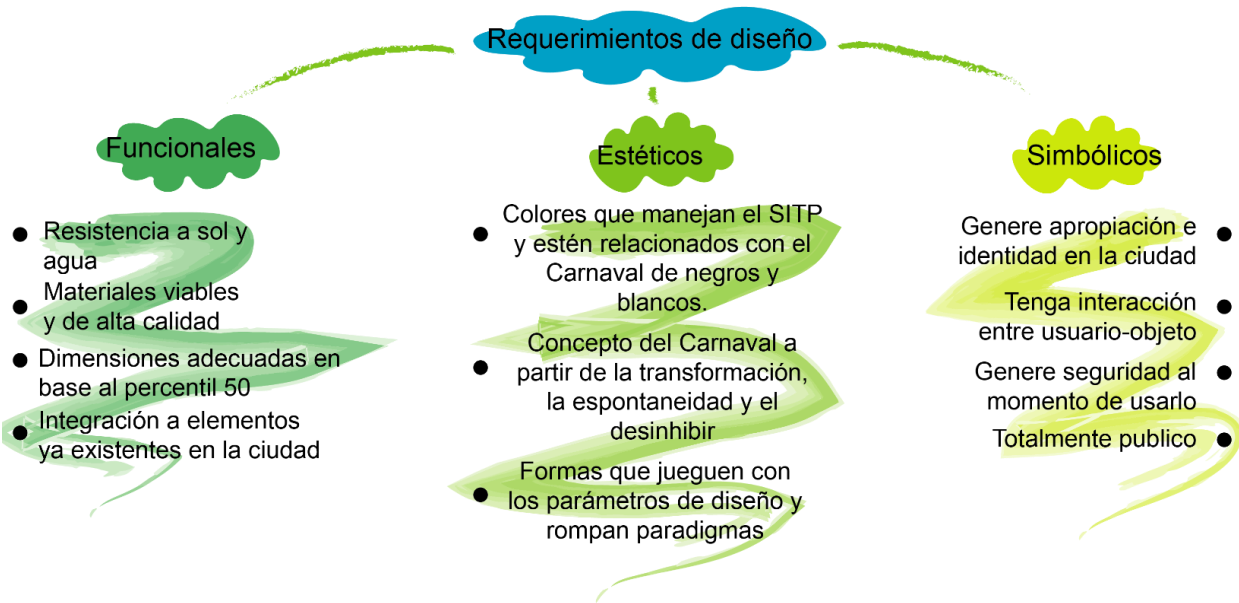 Requerimientos de diseño
Funcionales
Resistencia a sol y
agua
Materiales viables
y de alta calidad
Dimensiones adecuadas en
base al percentil 50
Integración a elementos
ya existentes en la ciudad
Estéticos
Colores que manejan el SITP
y estén relacionados con el
Carnaval de negros y
blancos.
Concepto del Carnaval a
partir de la transformación,
la espontaneidad y el
desinhibir
Formas que jueguen con
los parámetros de diseño y
rompan paradigmas
Simbólicos
Genere apropiación e
identidad en la ciudad
Tenga interacción
entre usuario-objeto
Genere seguridad al
momento de usarlo
Totalmente publico